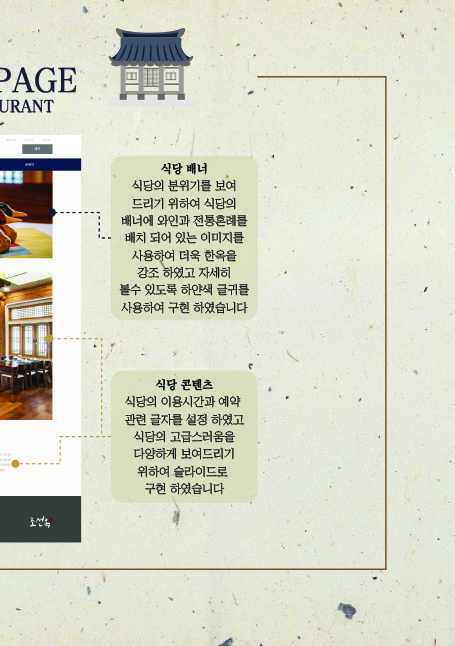 PAGE
URANT
식당 배너
식당의 분위기를 보여
드리기 위하여 식당의
배너에 와인과 전통혼례를
배치 되어 있는 이미지를
사용하여 더욱 한옥을
강조 하였고 자세히
볼수 있도록 하얀색 글귀를
사용하여 구현 하였습니다
식당 콘텐츠
식당의 이용시간과 예약
관련 글자를 설정 하였고
식당의 고급스러움을
다양하게 보여드리기
위하여 슬라이드로
구현 하였습니다